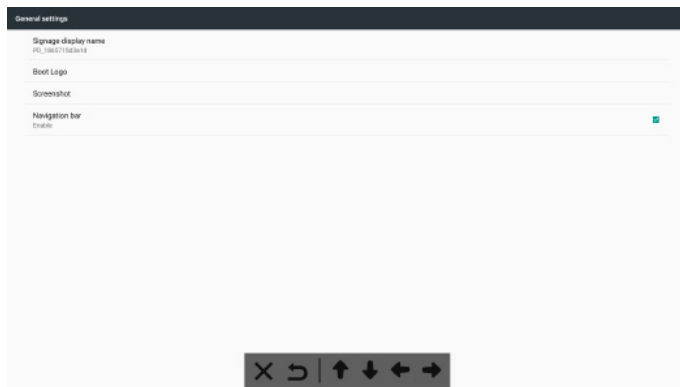 General settings
Signage display name
Boot Logo
Screenshot
Navigation bar
Enable